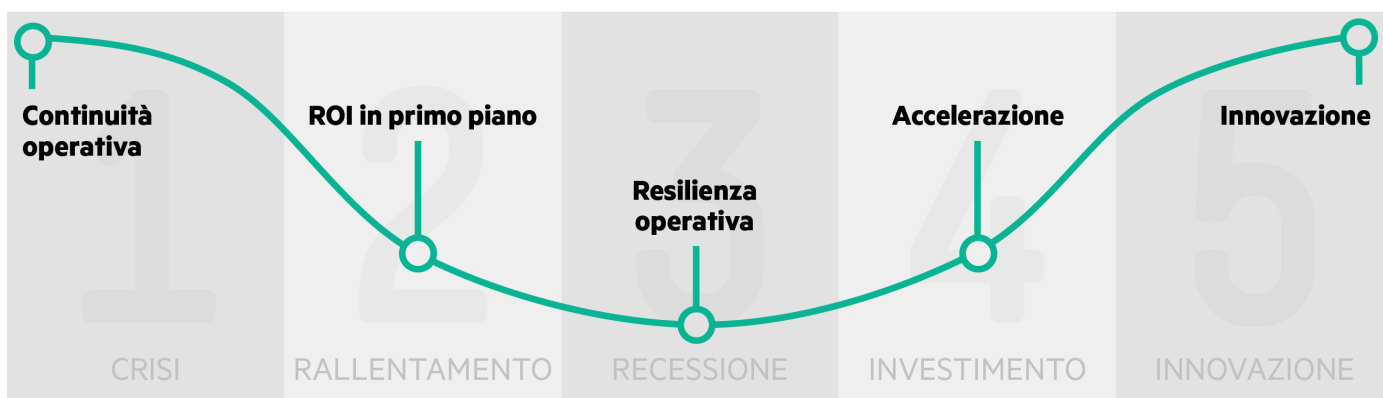 Continuità
operativa
1
CRISI
ROI in primo piano
2
RALLENTAMENTO
Resilienza
operativa
3
RECESSIONE
Accelerazione
4
INVESTIMENTO
Innovazione
5
INNOVAZIONE